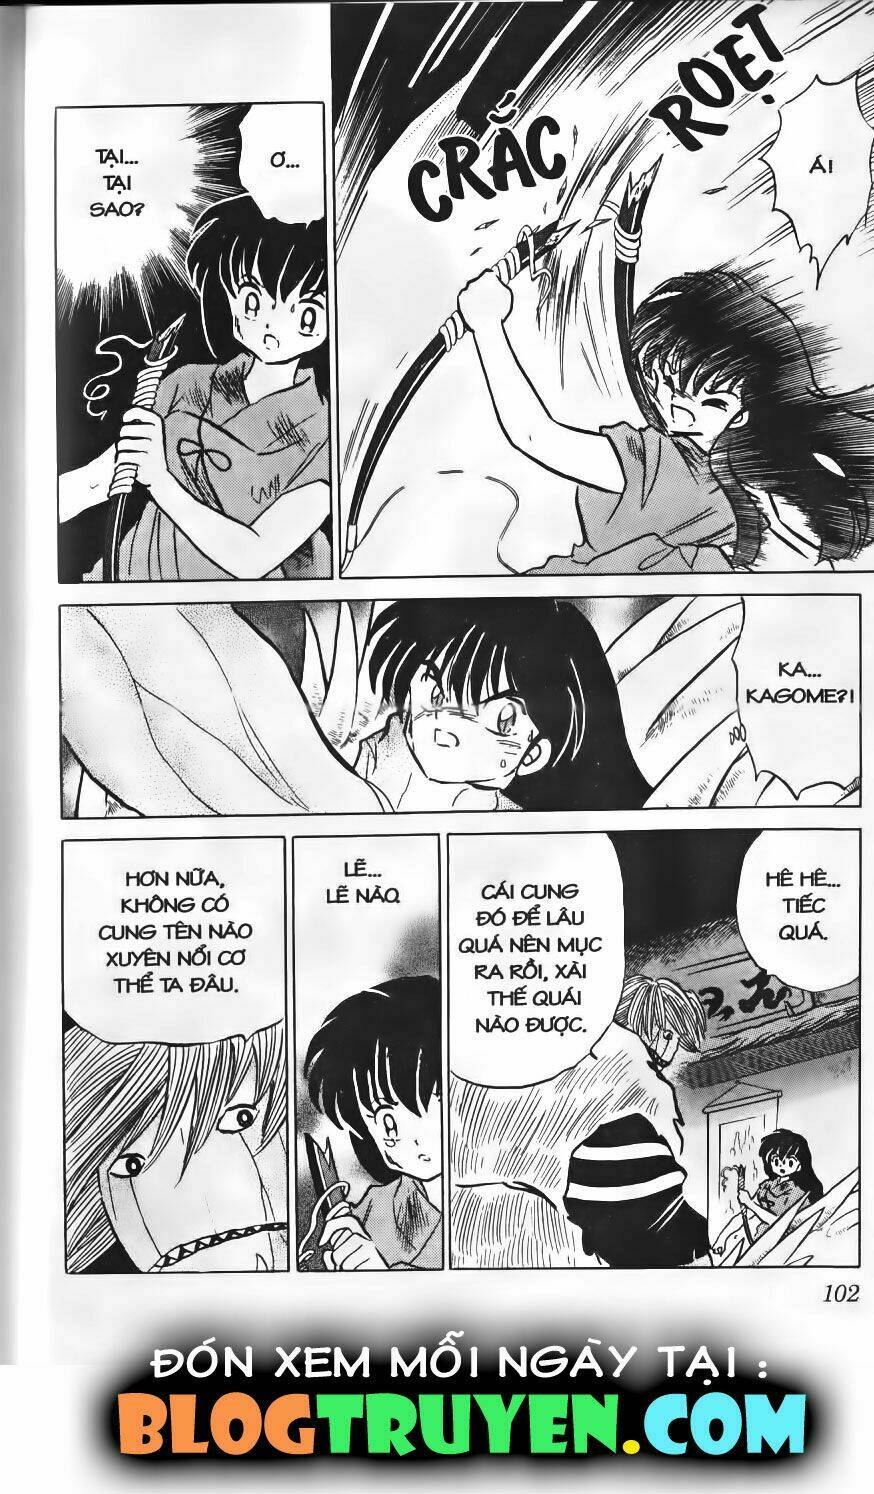 ROẸT
CRẮC
Á!
Ơ...
TẠI...
TẠI
SAO?
KA...
KAGOME?!
HÊ HÊ...
TIẾC
QUÁ.
CÁI CUNG
ĐÓ ĐỂ LÂU
QUÁ NÊN MỤC
RA RỒI, XÀI
THẾ QUÁI
NÀO ĐƯỢC.
LẼ...
LẼ NÀO.
HƠN NỮA,
KHÔNG CÓ
CUNG TÊN NÀO
XUYÊN NỔI CƠ
THỂ TA ĐÂU.
102
ĐÓN XEM MỖI NGÀY TẠI :
BLOGTRUYEN.COM